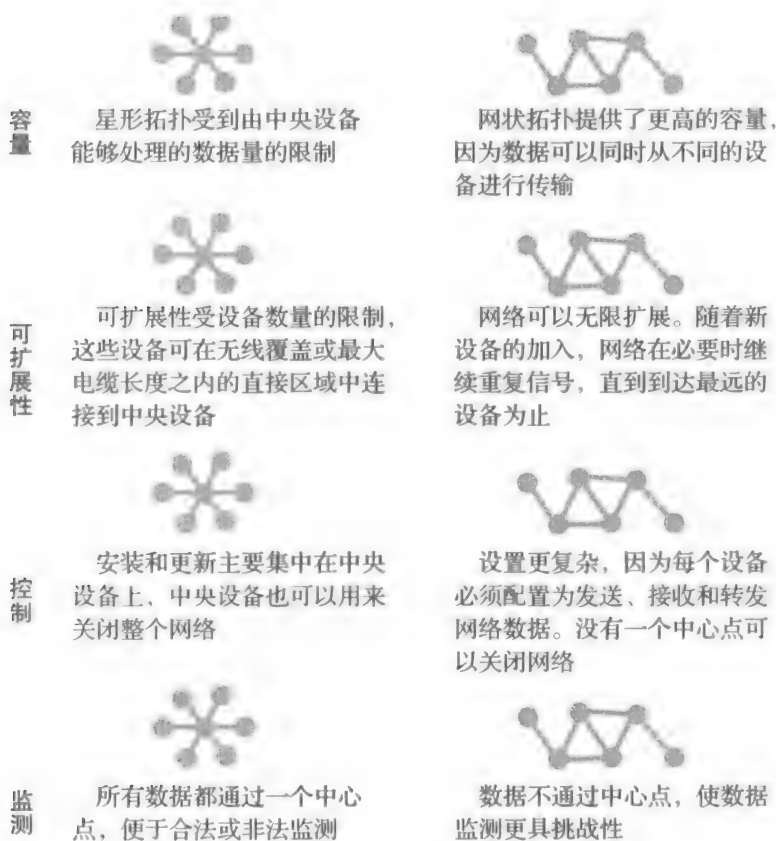 容量
星形拓扑受到由中央设备
能够处理的数据量的限制
网状拓扑提供了更高的容量，
因为数据可以同时从不同的设
备进行传输
可扩展性
可扩展性受设备数量的限制，
这些设备可在无线覆盖或最大
电缆长度之内的直接区域中连
接到中央设备
网络可以无限扩展。随着新
设备的加入，网络在必要时继
续重复信号，直到到达最远的
设备为止
控制
安装和更新主要集中在中央
设备上，中央设备也可以用来
关闭整个网络
设置更复杂，因为每个设备
必须配置为发送、接收和转发
网络数据。没有一个中心点可
以关闭网络
监测
所有数据都通过一个中心
点，便于合法或非法监测
数据不通过中心点，使数据
监测更具挑战性